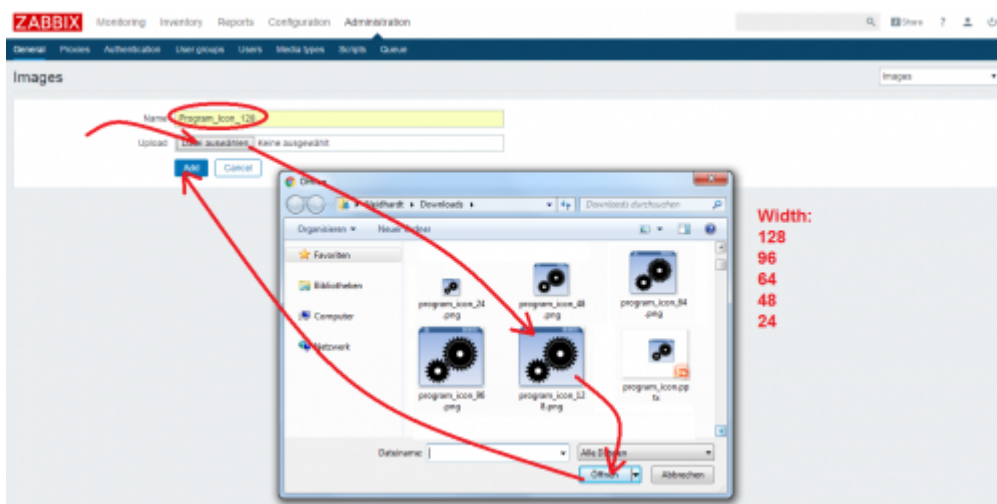 ZABBIX Monitoring Inventory Reports Configuration Administration Share ?
General Proxies Authentication User groups Users Media types Scripts Queue
Images Images
Name Program_Icon_128
Upload Datei auswählen Keine ausgewählt
Add Cancel
Downloads Downloads durchsuchen
Organisieren Neuer Ordner
Favoriten
Bibliotheken
Computer
Netzwerk
program_icon_24
.png
program_icon_48
.png
program_icon_64
.png
program_icon_96
.png
program_icon_12
8.png
program_icon.pp
tx
Dateiname: Alle Dateien
Öffnen Abbrechen
Width:
128
96
64
48
24